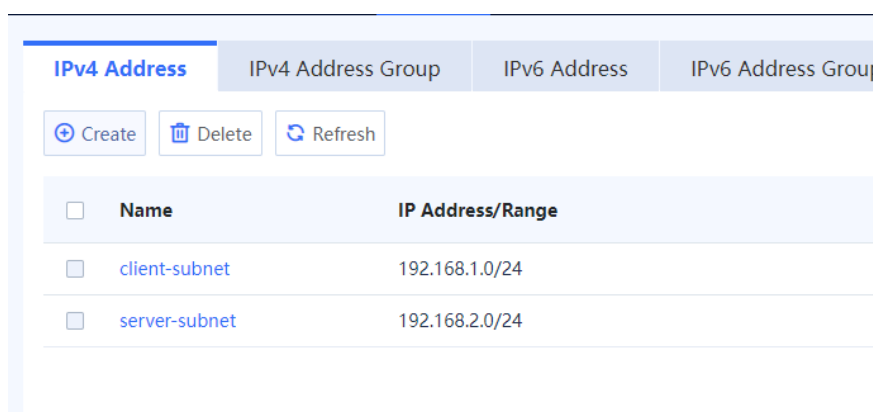 IPv4 Address IPv4 Address Group IPv6 Address IPv6 Address Group
Create Delete Refresh
Name IP Address/Range
client-subnet 192.168.1.0/24
server-subnet 192.168.2.0/24